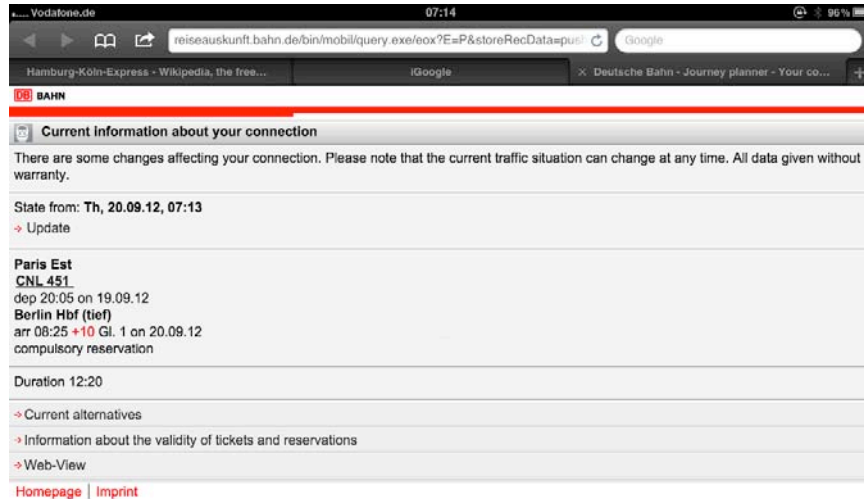 Vodafone.de 07:14 96 %
reiseauskunft.bahn.de/bin/mobil/query.exe/eox?E=P&storeRecData=pus Google
Hamburg-Köln-Express - Wikipedia, the free... iGoogle Deutsche Bahn - Journey planner - Your co...
DB BAHN
Current information about your connection
There are some changes affecting your connection. Please note that the current traffic situation can change at any time. All data given without
warranty.
State from: Th, 20.09.12, 07:13
Update
Paris Est
CNL 451
dep 20:05 on 19.09.12
Berlin Hbf (tief)
arr 08:25 +10 Gl. 1 on 20.09.12
compulsory reservation
Duration 12:20
Current alternatives
Information about the validity of tickets and reservations
Web-View
Homepage | Imprint